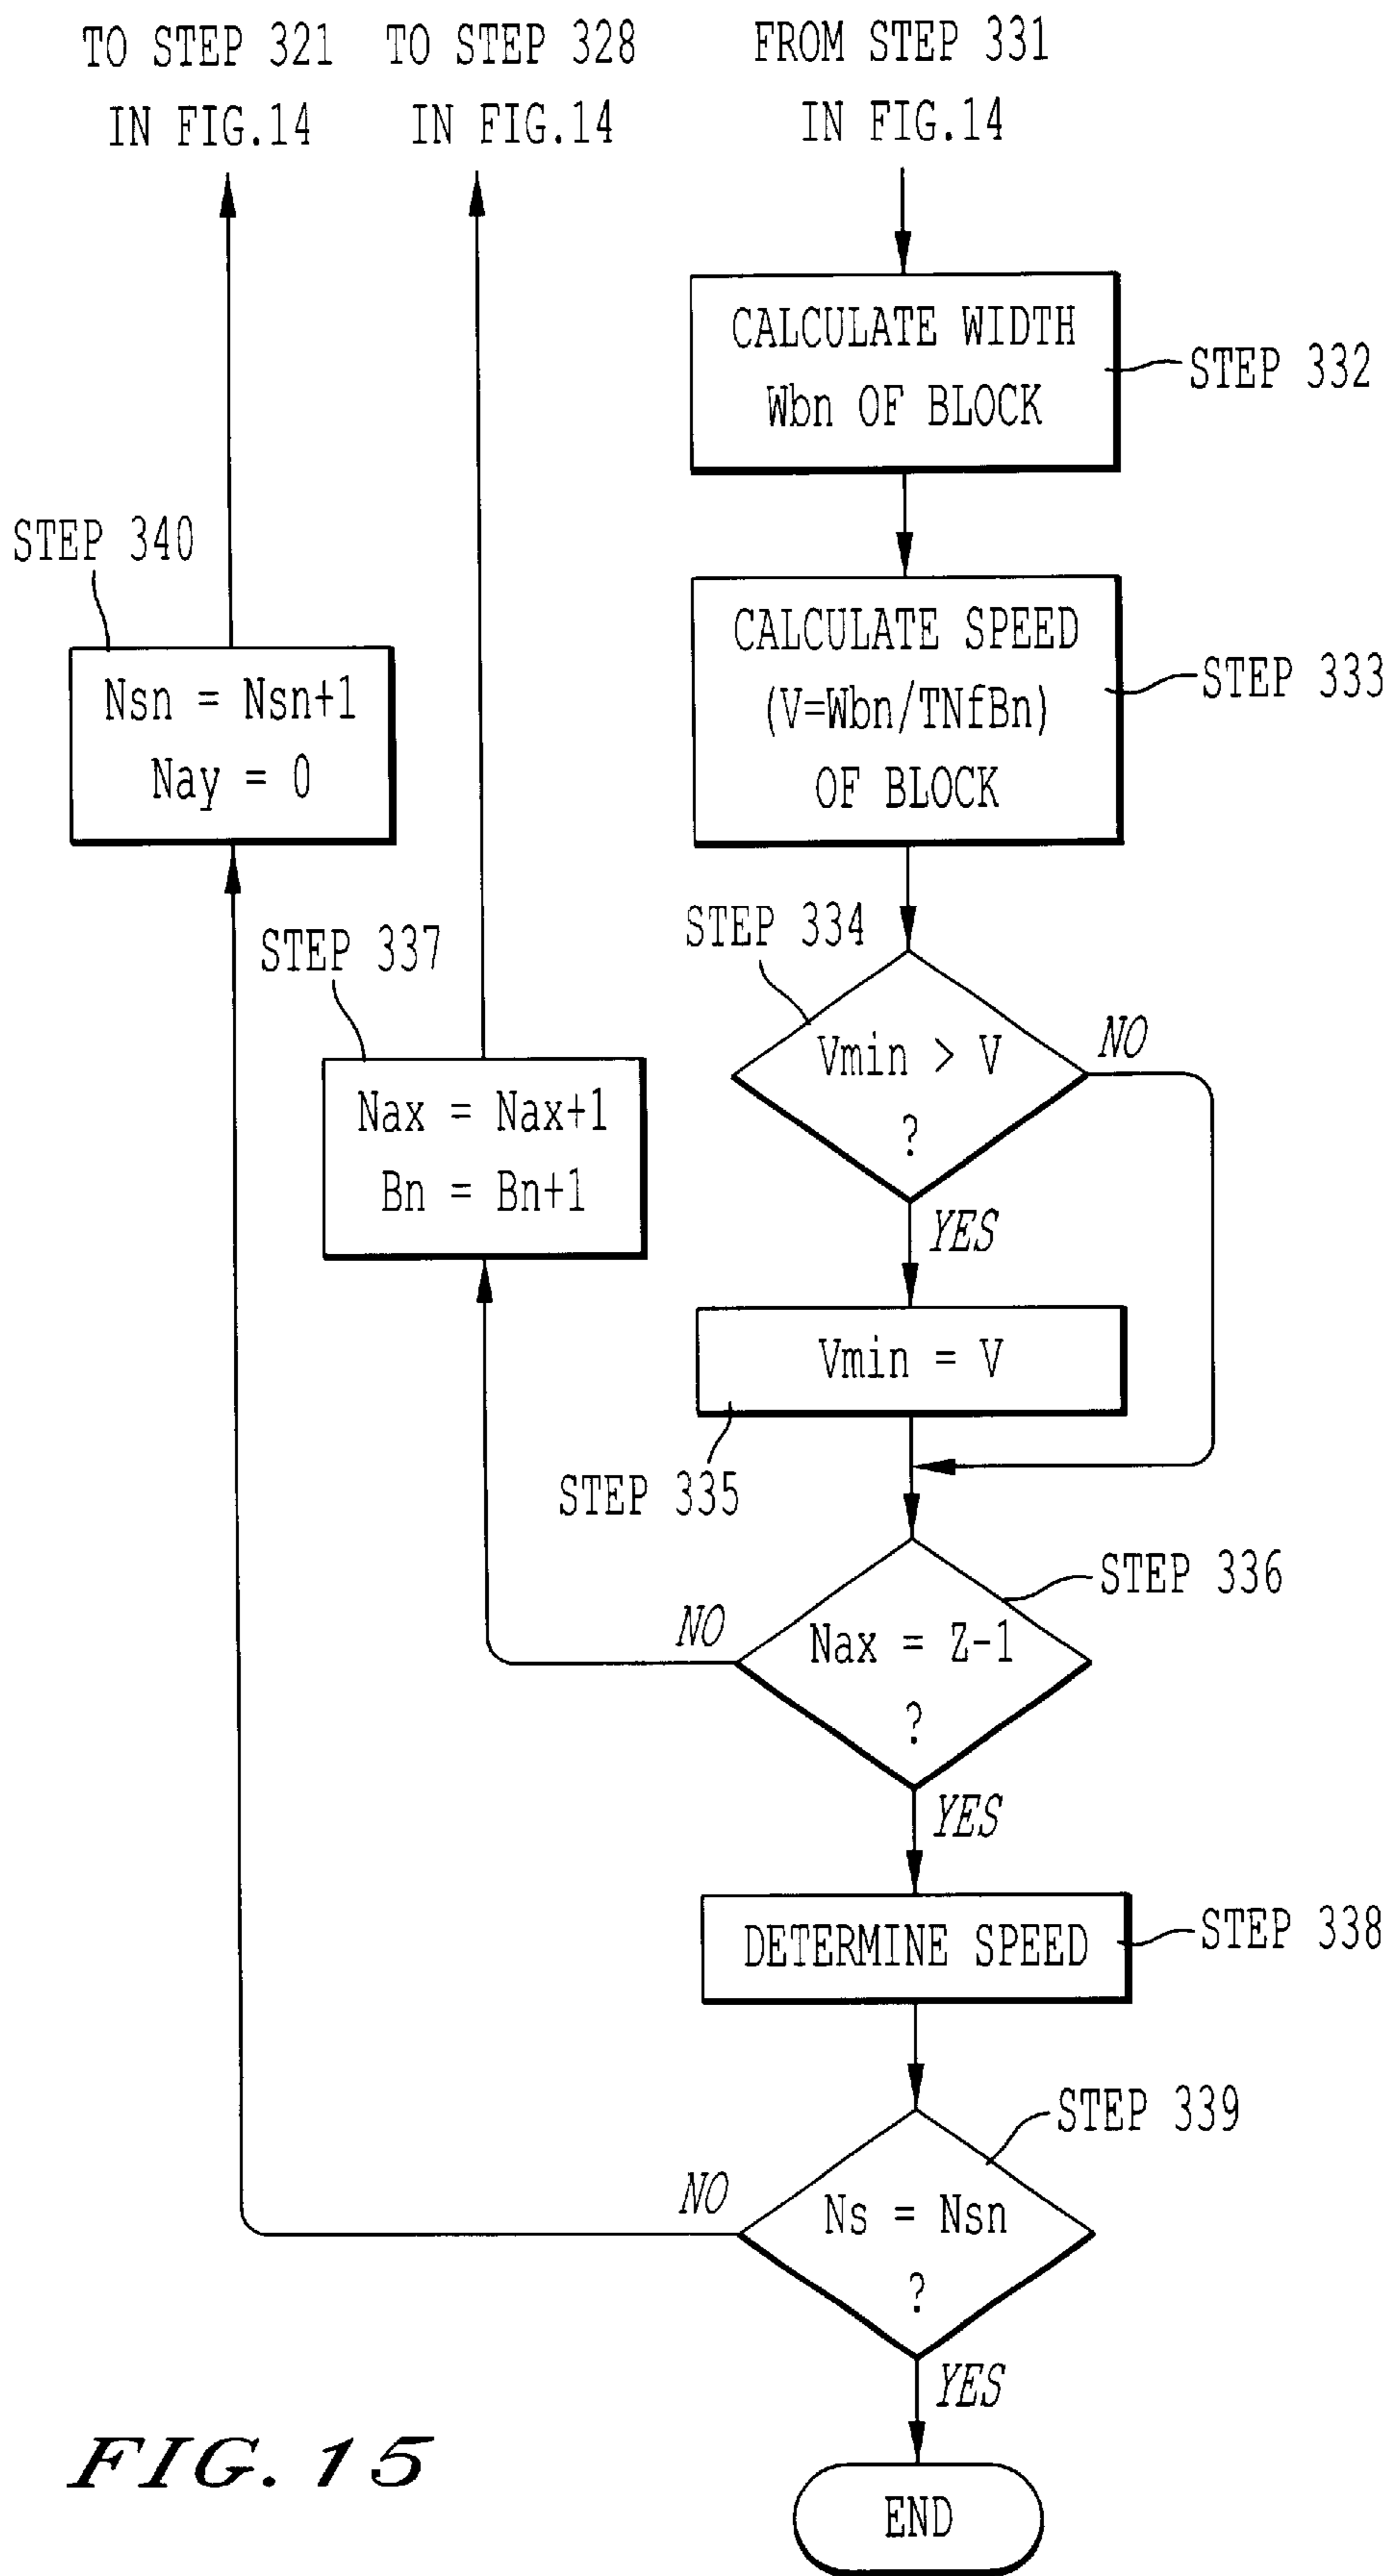 TO STEP 321
IN FIG.14
TO STEP 328
IN FIG.14
FROM STEP 331
IN FIG.14
CALCULATE WIDTH
Wbn OF BLOCK
STEP 332
CALCULATE SPEED
(V=Wbn/TNfBn)
OF BLOCK
STEP 333
STEP 340
Nsn = Nsn+1
Nay = 0
STEP 334
Vmin > V
?
NO
YES
STEP 337
Nax = Nax+1
Bn = Bn+1
Vmin = V
STEP 335
STEP 336
Nax = Z-1
?
NO
YES
DETERMINE SPEED
STEP 338
STEP 339
Ns = Nsn
?
NO
YES
END
FIG. 15